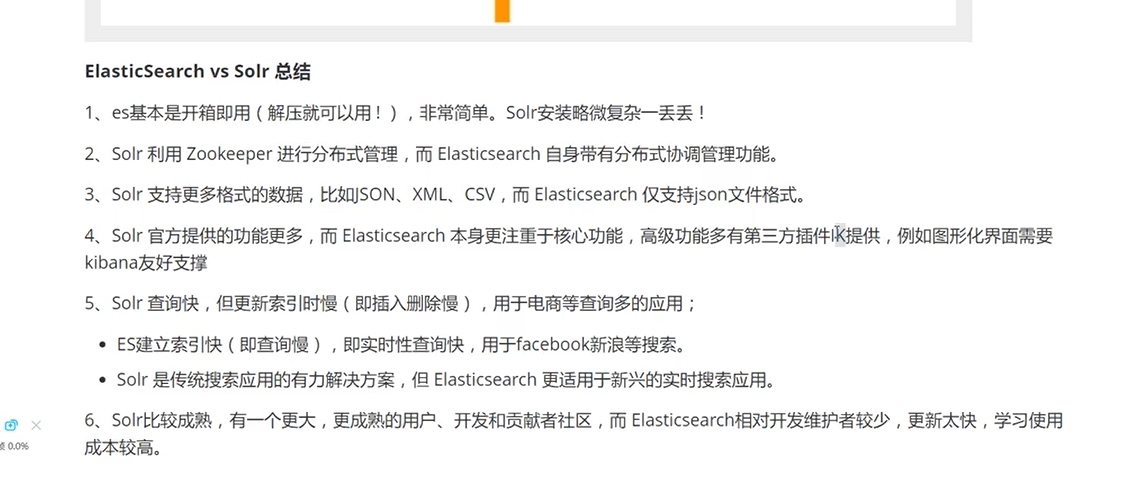 ElasticSearch vs Solr 总结
1、es基本是开箱即用（解压就可以用！），非常简单。Solr安装略微复杂一丢丢！
2、Solr 利用 Zookeeper 进行分布式管理，而 Elasticsearch 自身带有分布式协调管理功能。
3、Solr 支持更多格式的数据，比如JSON、XML、CSV，而 Elasticsearch 仅支持json文件格式。
4、Solr 官方提供的功能更多，而 Elasticsearch 本身更注重于核心功能，高级功能多有第三方插件提供，例如图形化界面需要
kibana友好支撑
5、Solr 查询快，但更新索引时慢（即插入删除慢），用于电商等查询多的应用；
ES建立索引快（即查询慢），即实时性查询快，用于facebook新浪等搜索。
Solr 是传统搜索应用的有力解决方案，但 Elasticsearch 更适用于新兴的实时搜索应用。
6、Solr比较成熟，有一个更大，更成熟的用户、开发和贡献者社区，而 Elasticsearch相对开发维护者较少，更新太快，学习使用
成本较高。
0.0%